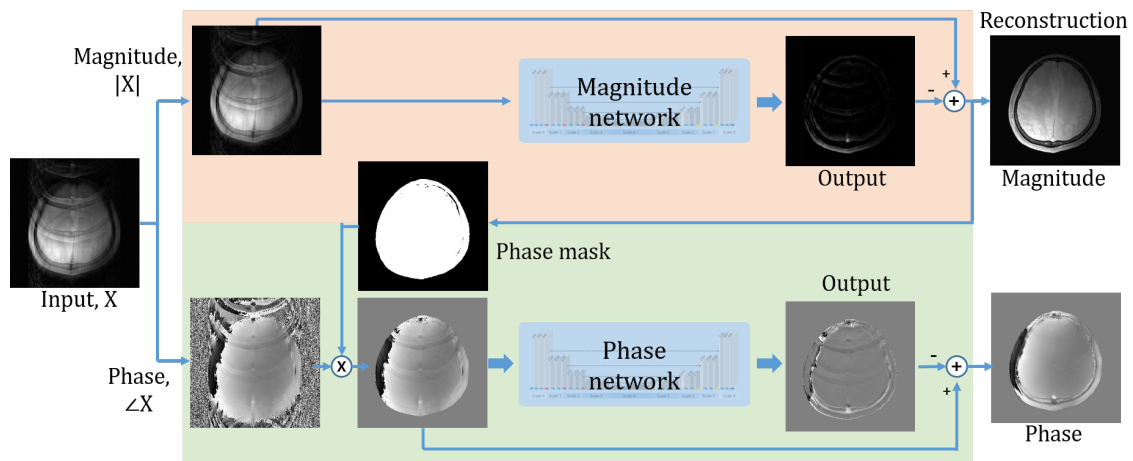 Reconstruction
Magnitude,
|X|
Magnitude
network
+
-
+
Output
Magnitude
Input, X
Phase mask
Output
Phase,
∠X
X
Phase
network
-
+
+
Phase